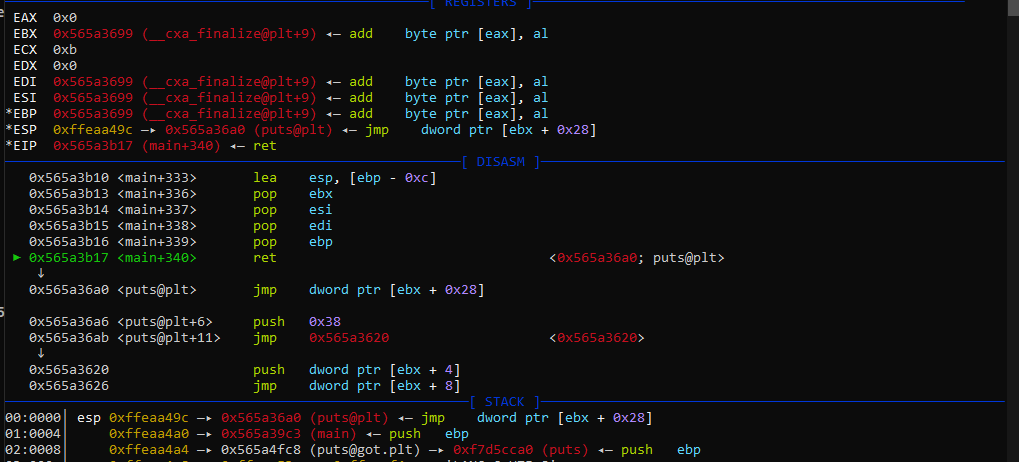 [ REGISTERS ]
EAX 0x0
EBX 0x565a3699 (__cxa_finalize@plt+9) ◂— add byte ptr [eax], al
ECX 0xb
EDX 0x0
EDI 0x565a3699 (__cxa_finalize@plt+9) ◂— add byte ptr [eax], al
ESI 0x565a3699 (__cxa_finalize@plt+9) ◂— add byte ptr [eax], al
*EBP 0x565a3699 (__cxa_finalize@plt+9) ◂— add byte ptr [eax], al
*ESP 0xffeaa49c —▸ 0x565a36a0 (puts@plt) ◂— jmp dword ptr [ebx + 0x28]
*EIP 0x565a3b17 (main+340) ◂— ret
[ DISASM ]
0x565a3b10 <main+333> lea esp, [ebp - 0xc]
0x565a3b13 <main+336> pop ebx
0x565a3b14 <main+337> pop esi
0x565a3b15 <main+338> pop edi
0x565a3b16 <main+339> pop ebp
► 0x565a3b17 <main+340> ret <0x565a36a0; puts@plt>
↓
0x565a36a0 <puts@plt> jmp dword ptr [ebx + 0x28]
0x565a36a6 <puts@plt+6> push 0x38
0x565a36ab <puts@plt+11> jmp 0x565a3620 <0x565a3620>
↓
0x565a3620 push dword ptr [ebx + 4]
0x565a3626 jmp dword ptr [ebx + 8]
[ STACK ]
00:0000│ esp 0xffeaa49c —▸ 0x565a36a0 (puts@plt) ◂— jmp dword ptr [ebx + 0x28]
01:0004│ 0xffeaa4a0 —▸ 0x565a39c3 (main) ◂— push ebp
02:0008│ 0xffeaa4a4 —▸ 0x565a4fc8 (puts@got.plt) —▸ 0xf7d5cca0 (puts) ◂— push ebp